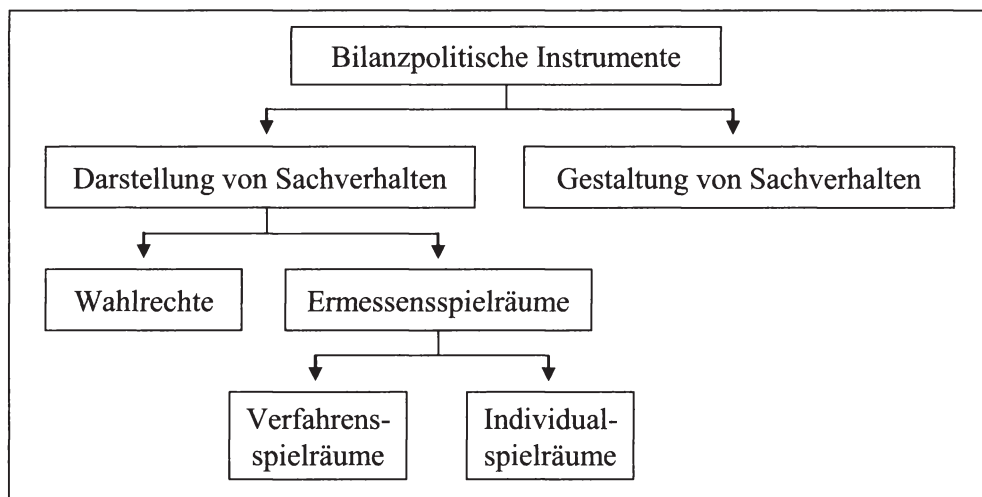 Bilanzpolitische Instrumente
Darstellung von Sachverhalten
Gestaltung von Sachverhalten
Wahlrechte
Ermessensspielräume
Verfahrens-
spielräume
Individual-
spielräume